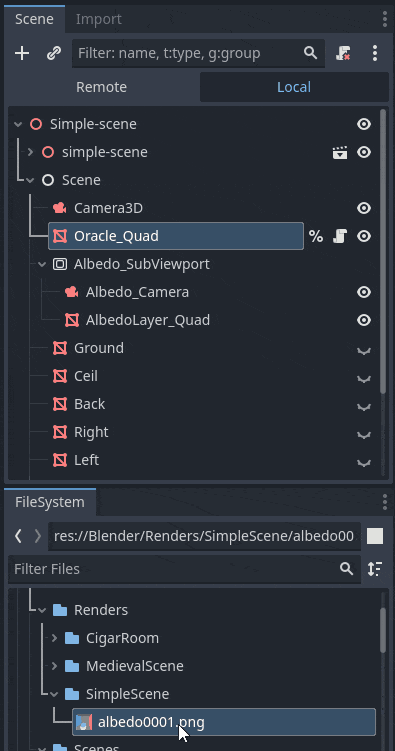 Scene Import
Filter: name, t:type, g:group
Remote Local
Simple-scene
simple-scene
Scene
Camera3D
Oracle_Quad %
Albedo_SubViewport
Albedo_Camera
AlbedoLayer_Quad
Ground
Ceil
Back
Right
Left
FileSystem
res://Blender/Renders/SimpleScene/albedo00
Filter Files
Renders
CigarRoom
MedievalScene
SimpleScene
albedo0001.png
Scenes